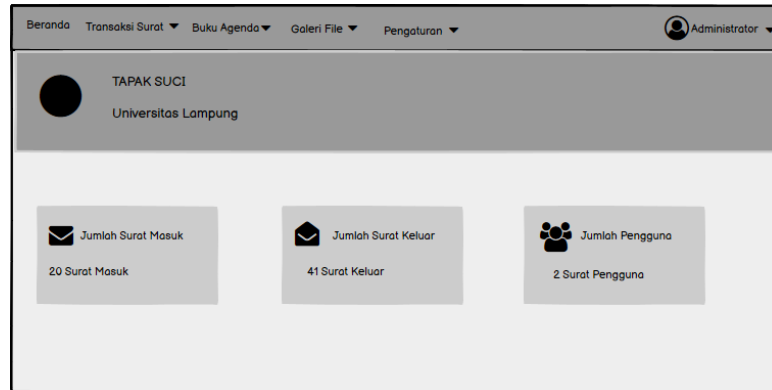 Beranda Transaksi Surat Buku Agenda Galeri File Pengaturan Administrator
TAPAK SUCI
Universitas Lampung
Jumlah Surat Masuk
20 Surat Masuk
Jumlah Surat Keluar
41 Surat Keluar
Jumlah Pengguna
2 Surat Pengguna